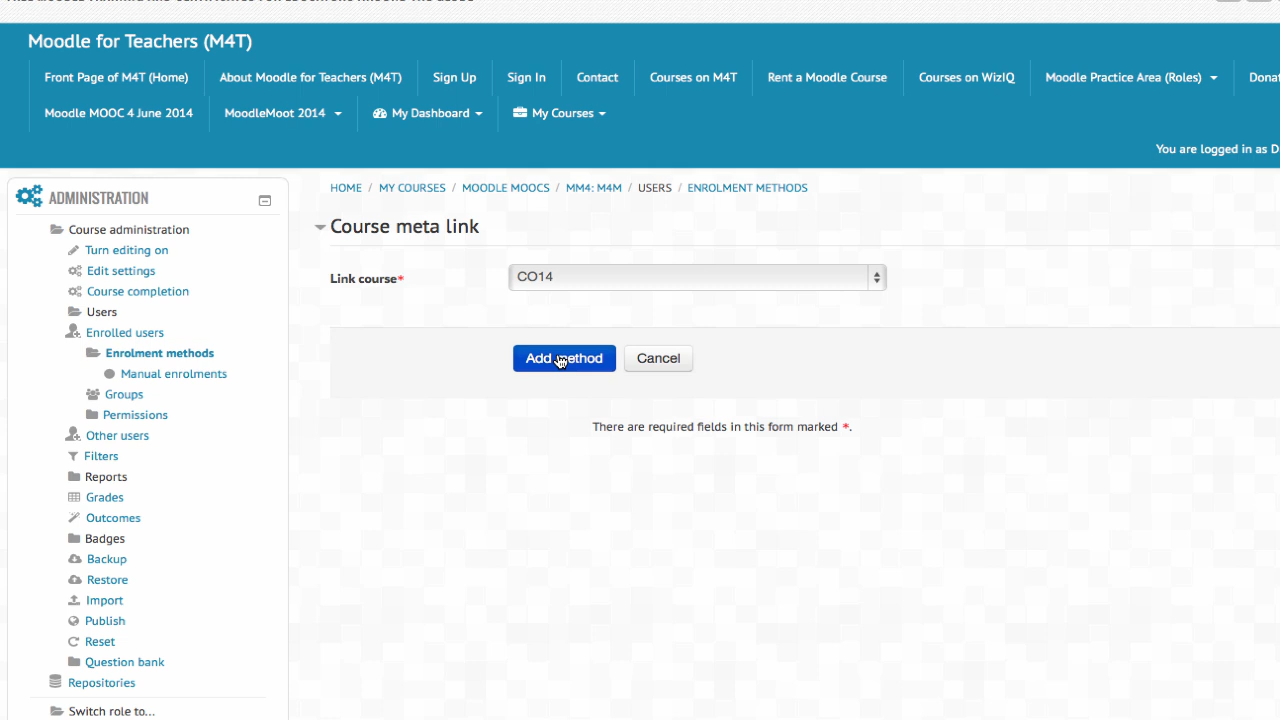 Moodle for Teachers (M4T)
Front Page of M4T (Home) About Moodle for Teachers (M4T) Sign Up Sign In Contact Courses on M4T Rent a Moodle Course Courses on WizIQ Moodle Practice Area (Roles) Donat
Moodle MOOC 4 June 2014 MoodleMoot 2014 My Dashboard My Courses
You are logged in as D
ADMINISTRATION
Course administration
Turn editing on
Edit settings
Course completion
Users
Enrolled users
Enrolment methods
Manual enrolments
Groups
Permissions
Other users
Filters
Reports
Grades
Outcomes
Badges
Backup
Restore
Import
Publish
Reset
Question bank
Repositories
Switch role to...
HOME / MY COURSES / MOODLE MOOCS / MM4: M4M / USERS / ENROLMENT METHODS
Course meta link
Link course* CO14
Add method Cancel
There are required fields in this form marked *.